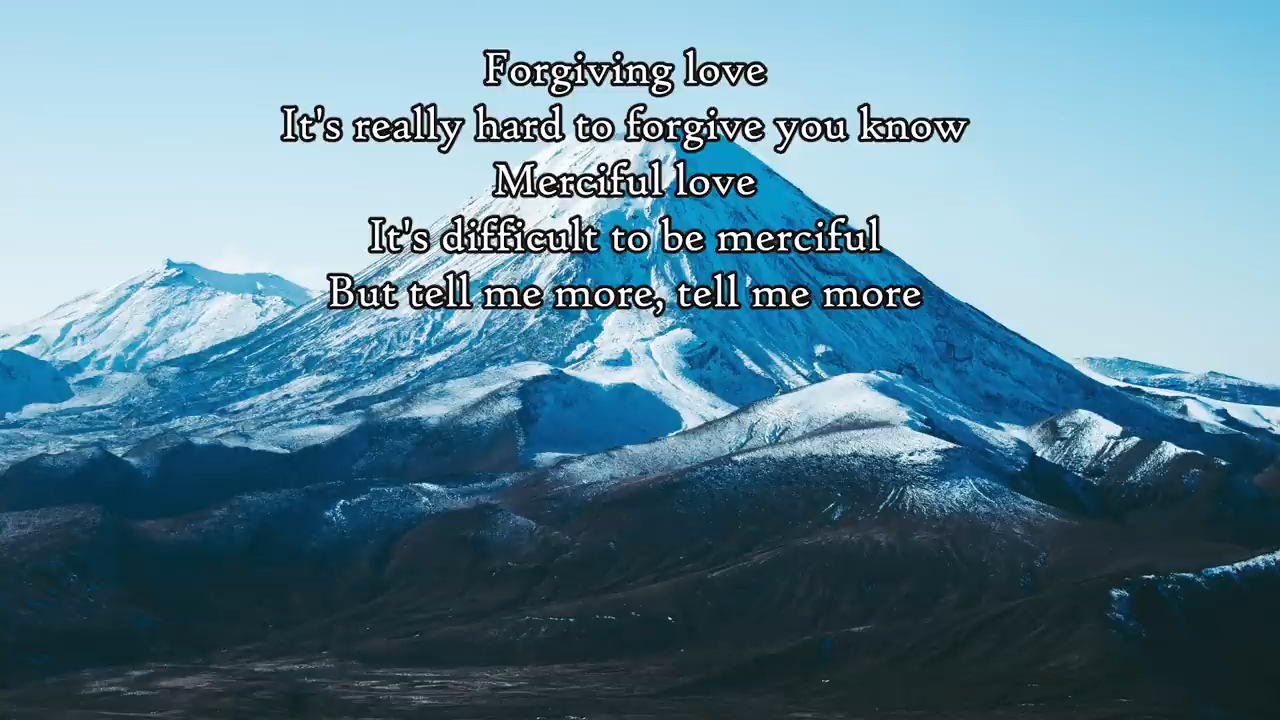 Forgiving love
It's really hard to forgive you know
Merciful love
It's difficult to be merciful
But tell me more, tell me more